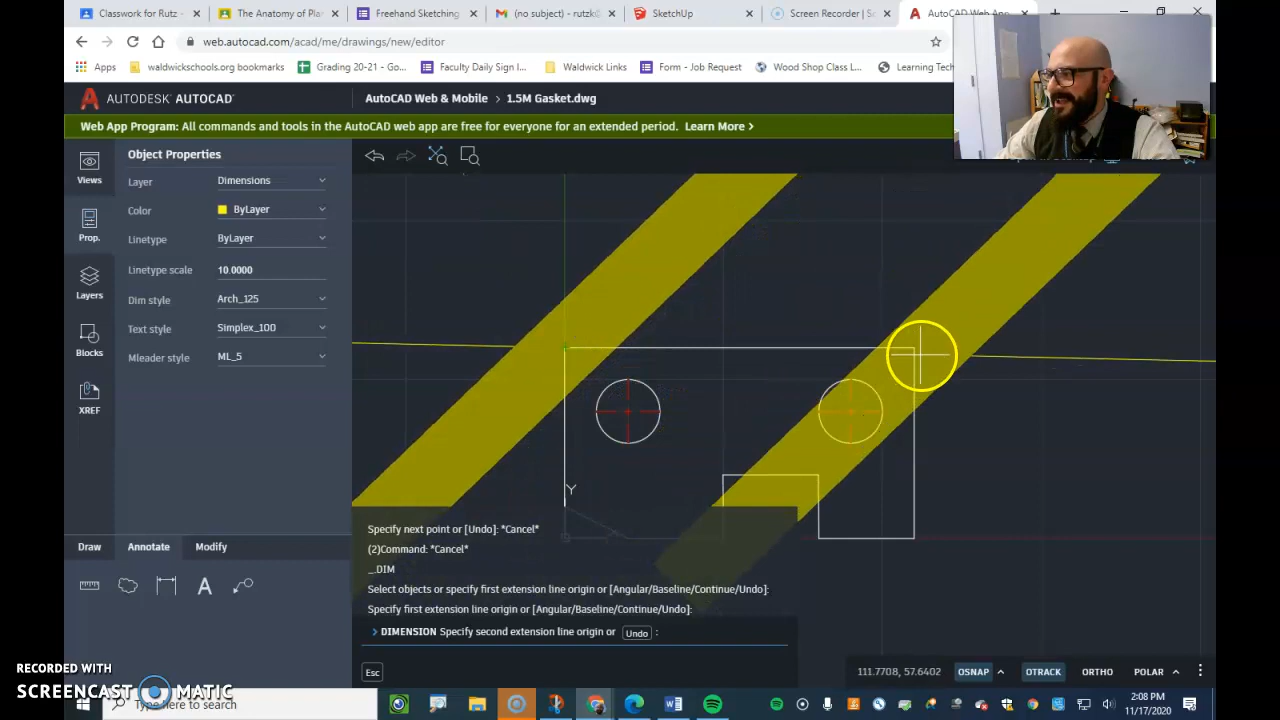 Classwork for Rutz -
The Anatomy of Pla
Freehand Sketching
(no subject) - rutzk@
SketchUp
Screen Recorder | Sc
AutoCAD Web App
web.autocad.com/acad/me/drawings/new/editor
Apps
waldwickschools.org bookmarks
Grading 20-21 - Go...
Faculty Daily Sign I...
Waldwick Links
Form - Job Request
Wood Shop Class L...
Learning Tech
AUTODESK AUTOCAD
AutoCAD Web & Mobile > 1.5M Gasket.dwg
Web App Program: All commands and tools in the AutoCAD web app are free for everyone for an extended period. Learn More >
Views
Prop.
Layers
Blocks
XREF
Object Properties
Layer Dimensions
Color ByLayer
Linetype ByLayer
Linetype scale 10.0000
Dim style Arch_125
Text style Simplex_100
Mleader style ML_5
Draw Annotate Modify
Y
Specify next point or [Undo]: *Cancel*
(2)Command: *Cancel*
_.DIM
Select objects or specify first extension line origin or [Angular/Baseline/Continue/Undo]:
Specify first extension line origin or [Angular/Baseline/Continue/Undo]:
> DIMENSION Specify second extension line origin or Undo :
Esc
111.7708, 57.6402 OSNAP OTRACK ORTHO POLAR
RECORDED WITH
SCREENCAST MATIC
Type here to search
2:08 PM
11/17/2020